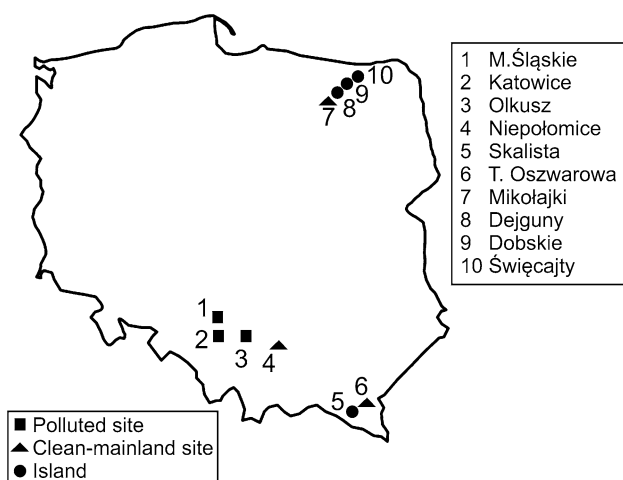 10
9
8
7
1 M.Śląskie
2 Katowice
3 Olkusz
4 Niepołomice
5 Skalista
6 T. Oszwarowa
7 Mikołajki
8 Dejguny
9 Dobskie
10 Święcajty
1
2
3
4
5
6
Polluted site
Clean-mainland site
Island